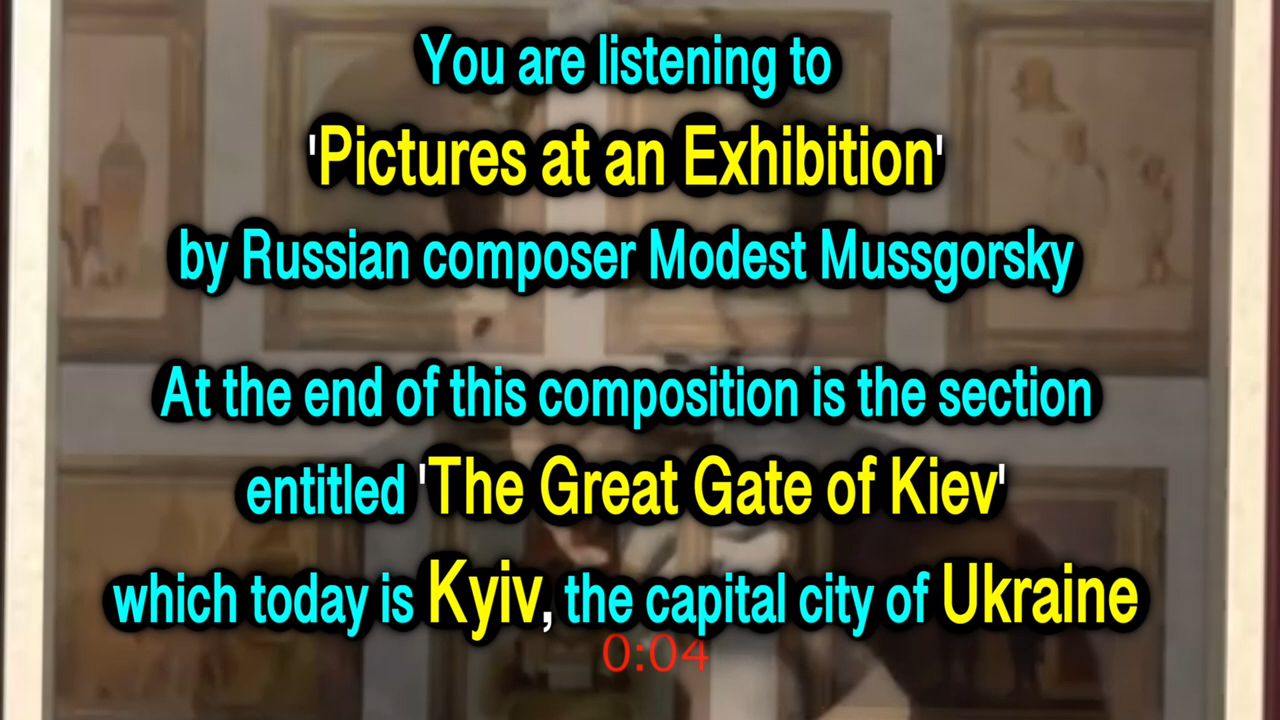 You are listening to
'Pictures at an Exhibition'
by Russian composer Modest Mussgorsky
At the end of this composition is the section
entitled 'The Great Gate of Kiev'
which today is Kyiv, the capital city of Ukraine
0:04